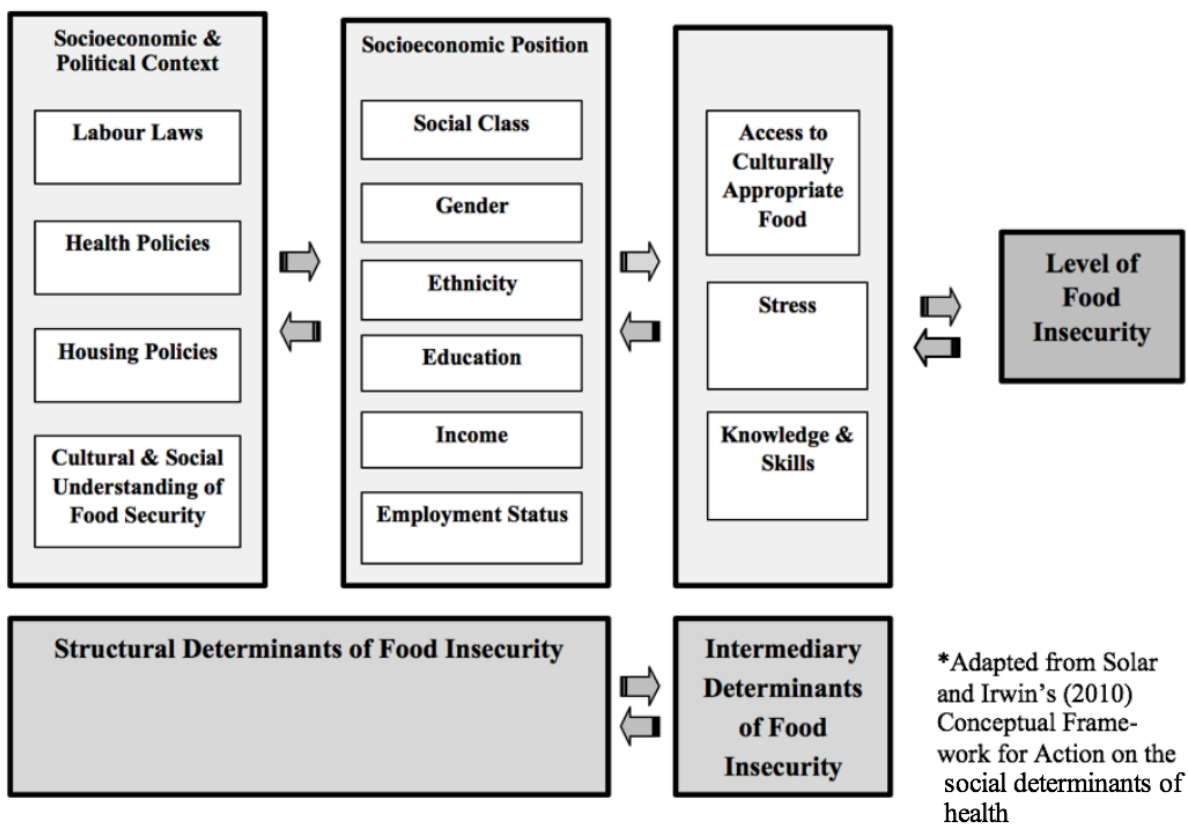 Socioeconomic &
Political Context
Labour Laws
Health Policies
Housing Policies
Cultural & Social
Understanding of
Food Security
Socioeconomic Position
Social Class
Gender
Ethnicity
Education
Income
Employment Status
Access to
Culturally
Appropriate
Food
Stress
Knowledge &
Skills
Level of
Food
Insecurity
Structural Determinants of Food Insecurity
Intermediary
Determinants
of Food
Insecurity
*Adapted from Solar
and Irwin’s (2010)
Conceptual Frame-
work for Action on the
social determinants of
health